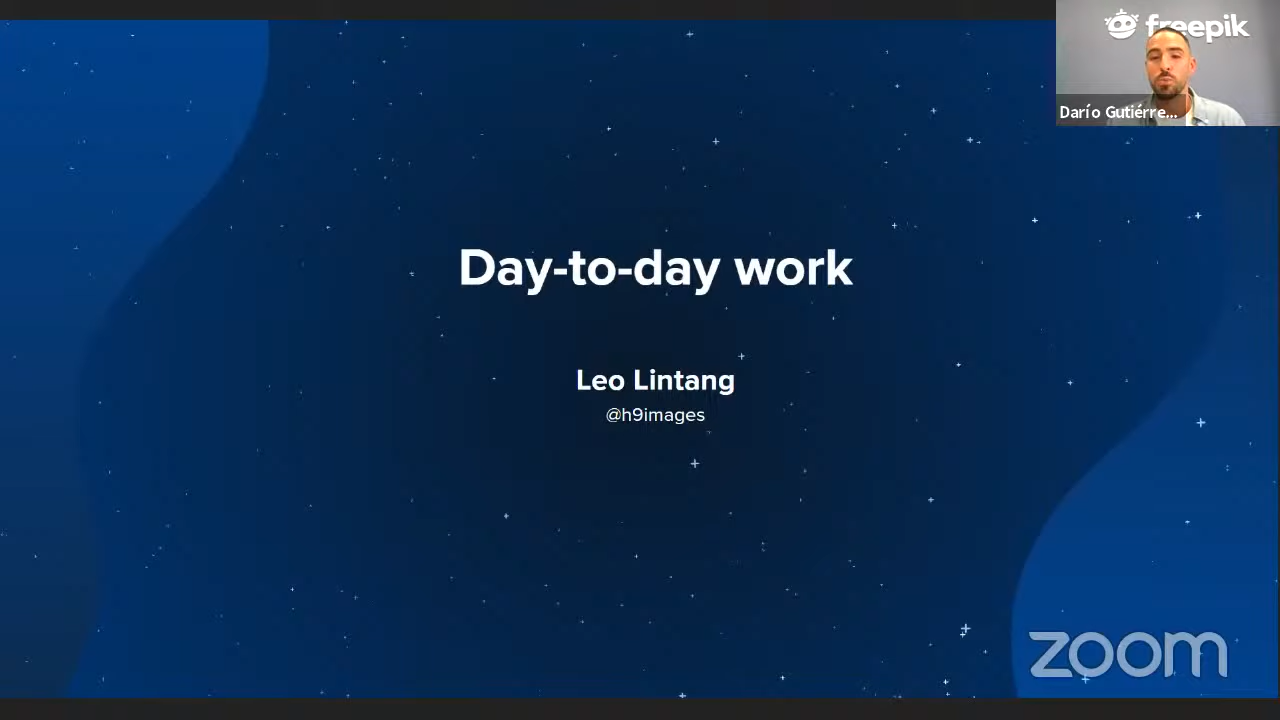 freepik
Darío Gutiérre...
Day-to-day work
Leo Lintang
@h9images
zoom